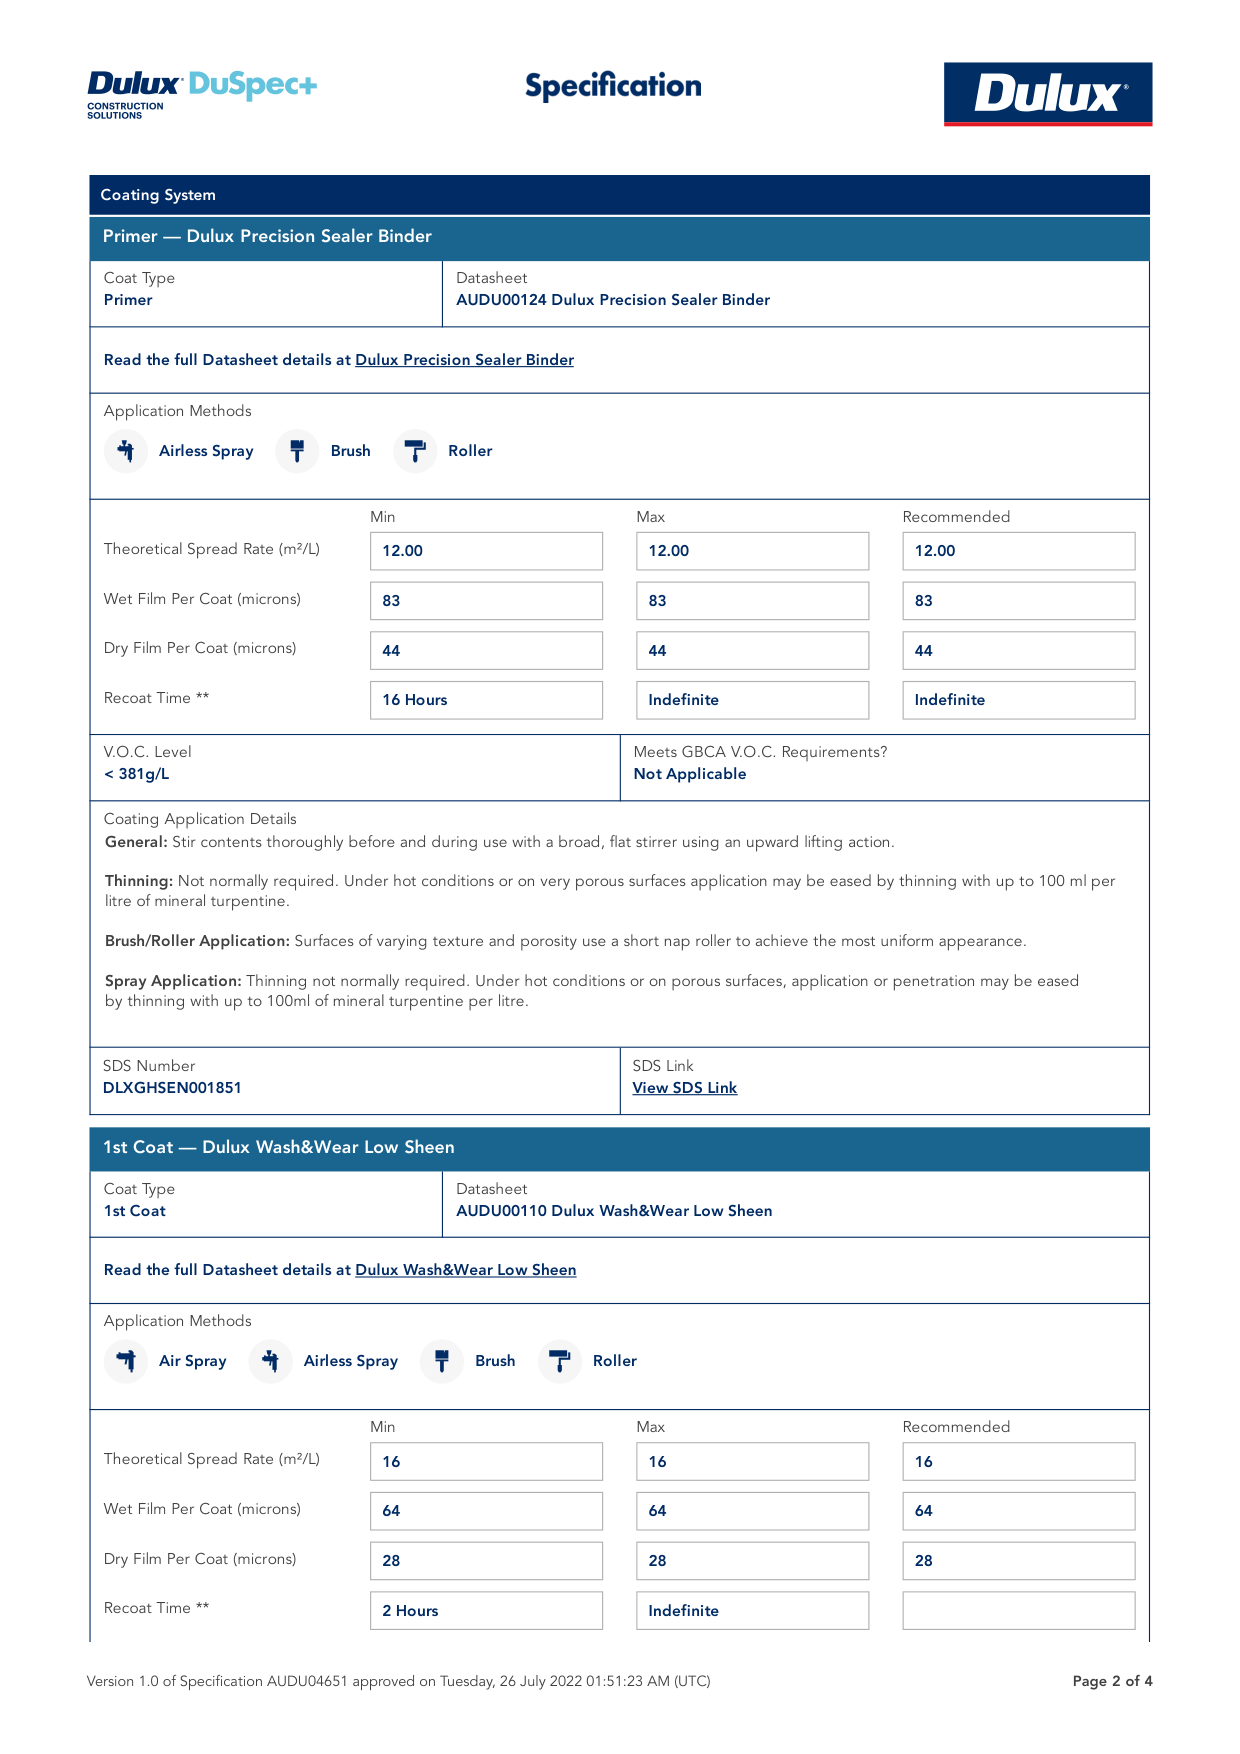 Dulux DuSpec+
CONSTRUCTION
SOLUTIONS
Specification
Dulux®
Coating System
Primer — Dulux Precision Sealer Binder
Coat Type
Primer
Datasheet
AUDU00124 Dulux Precision Sealer Binder
Read the full Datasheet details at Dulux Precision Sealer Binder
Application Methods
Airless Spray Brush Roller
Min Max Recommended
Theoretical Spread Rate (m²/L) 12.00 12.00 12.00
Wet Film Per Coat (microns) 83 83 83
Dry Film Per Coat (microns) 44 44 44
Recoat Time ** 16 Hours Indefinite Indefinite
V.O.C. Level
< 381g/L
Meets GBCA V.O.C. Requirements?
Not Applicable
Coating Application Details
General: Stir contents thoroughly before and during use with a broad, flat stirrer using an upward lifting action.
Thinning: Not normally required. Under hot conditions or on very porous surfaces application may be eased by thinning with up to 100 ml per
litre of mineral turpentine.
Brush/Roller Application: Surfaces of varying texture and porosity use a short nap roller to achieve the most uniform appearance.
Spray Application: Thinning not normally required. Under hot conditions or on porous surfaces, application or penetration may be eased
by thinning with up to 100ml of mineral turpentine per litre.
SDS Number
DLXGHSEN001851
SDS Link
View SDS Link
1st Coat — Dulux Wash&Wear Low Sheen
Coat Type
1st Coat
Datasheet
AUDU00110 Dulux Wash&Wear Low Sheen
Read the full Datasheet details at Dulux Wash&Wear Low Sheen
Application Methods
Air Spray Airless Spray Brush Roller
Min Max Recommended
Theoretical Spread Rate (m²/L) 16 16 16
Wet Film Per Coat (microns) 64 64 64
Dry Film Per Coat (microns) 28 28 28
Recoat Time ** 2 Hours Indefinite
Version 1.0 of Specification AUDU04651 approved on Tuesday, 26 July 2022 01:51:23 AM (UTC)
Page 2 of 4